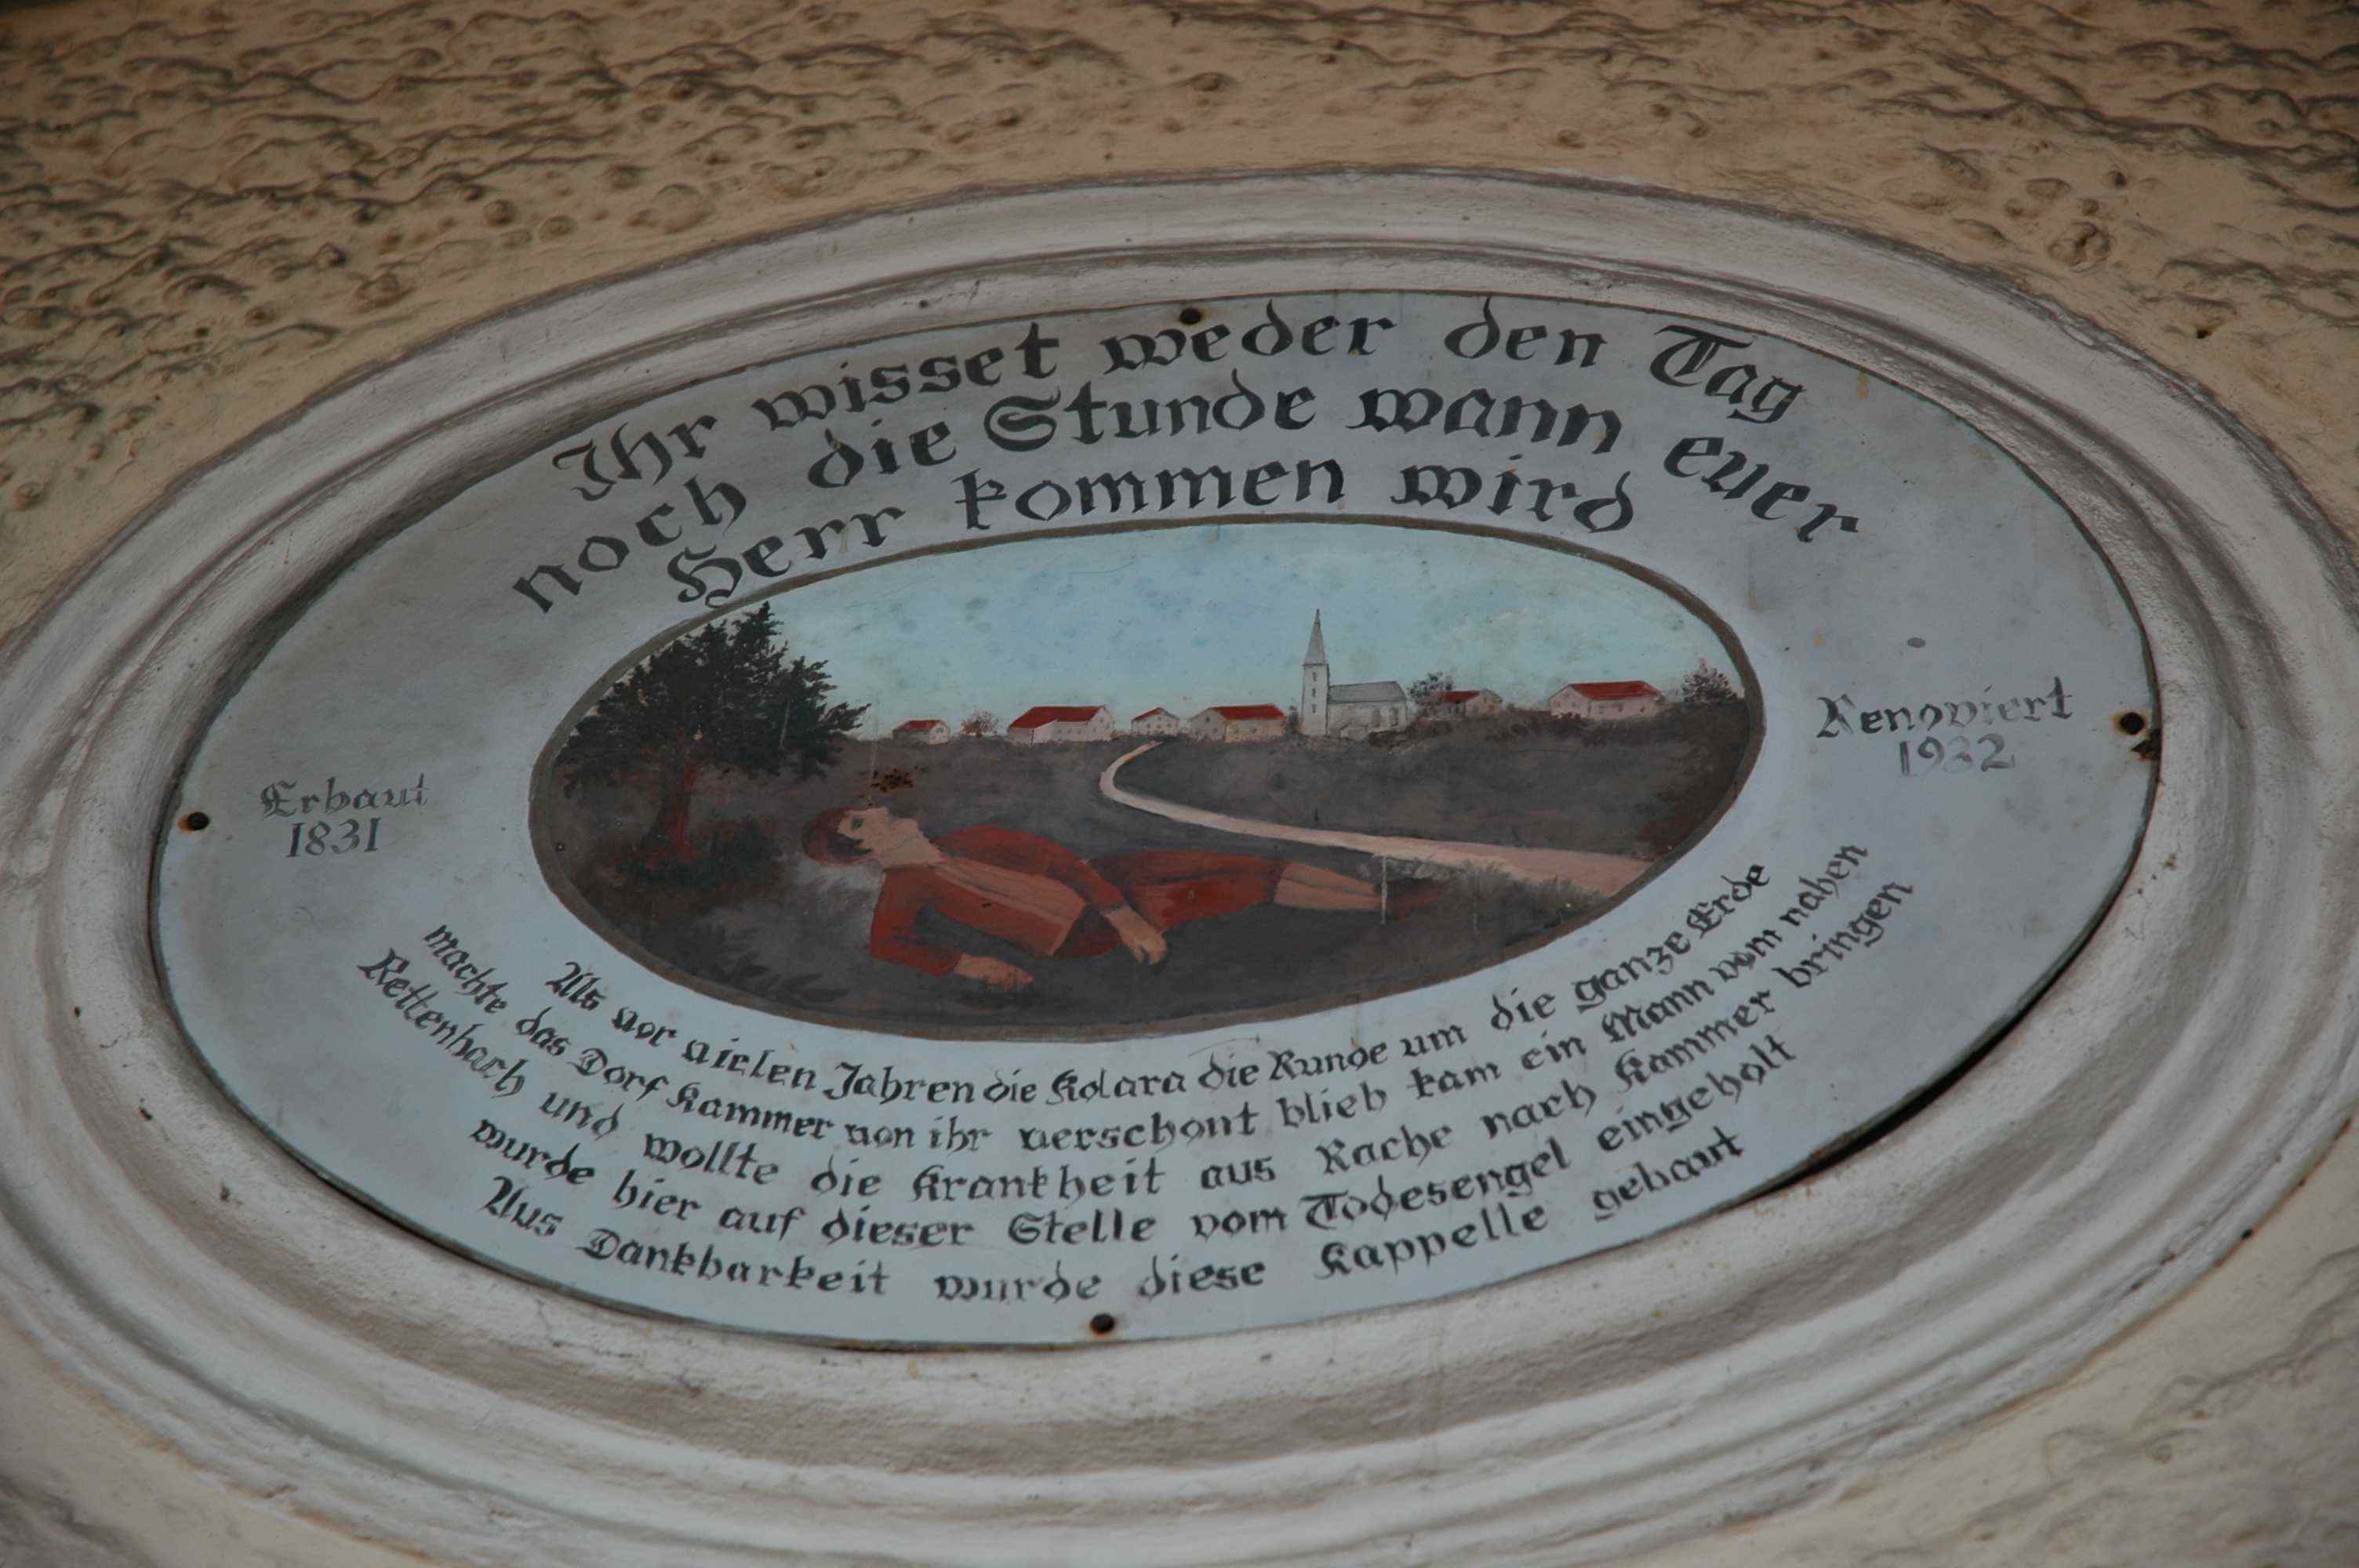 Ihr wisset weder den Tag
noch die Stunde wann euer
Herr kommen wird
Erbaut
1831
Renoviert
1932
Als vor vielen Jahren die Kolara die Runde um die ganze Erde
machte das Dorf Kammer von ihr verschont blieb kam ein Mann vom nahen
Rettenbach und wollte die Krankheit aus Rache nach Kammer bringen
wurde hier auf dieser Stelle vom Todesengel eingeholt
Aus Dankbarkeit wurde diese Kappelle gebaut